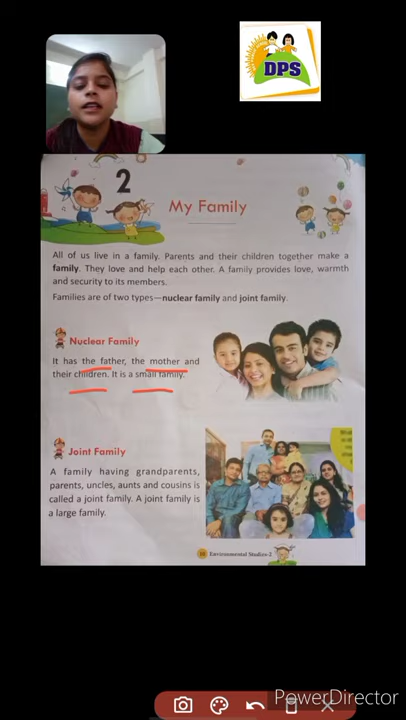 DPS
2
My Family
All of us live in a family. Parents and their children together make a
family. They love and help each other. A family provides love, warmth
and security to its members.
Families are of two types—nuclear family and joint family.
Nuclear Family
It has the father, the mother and
their children. It is a small family.
Joint Family
A family having grandparents,
parents, uncles, aunts and cousins is
called a joint family. A joint family is
a large family.
Environmental Studies-2
PowerDirector